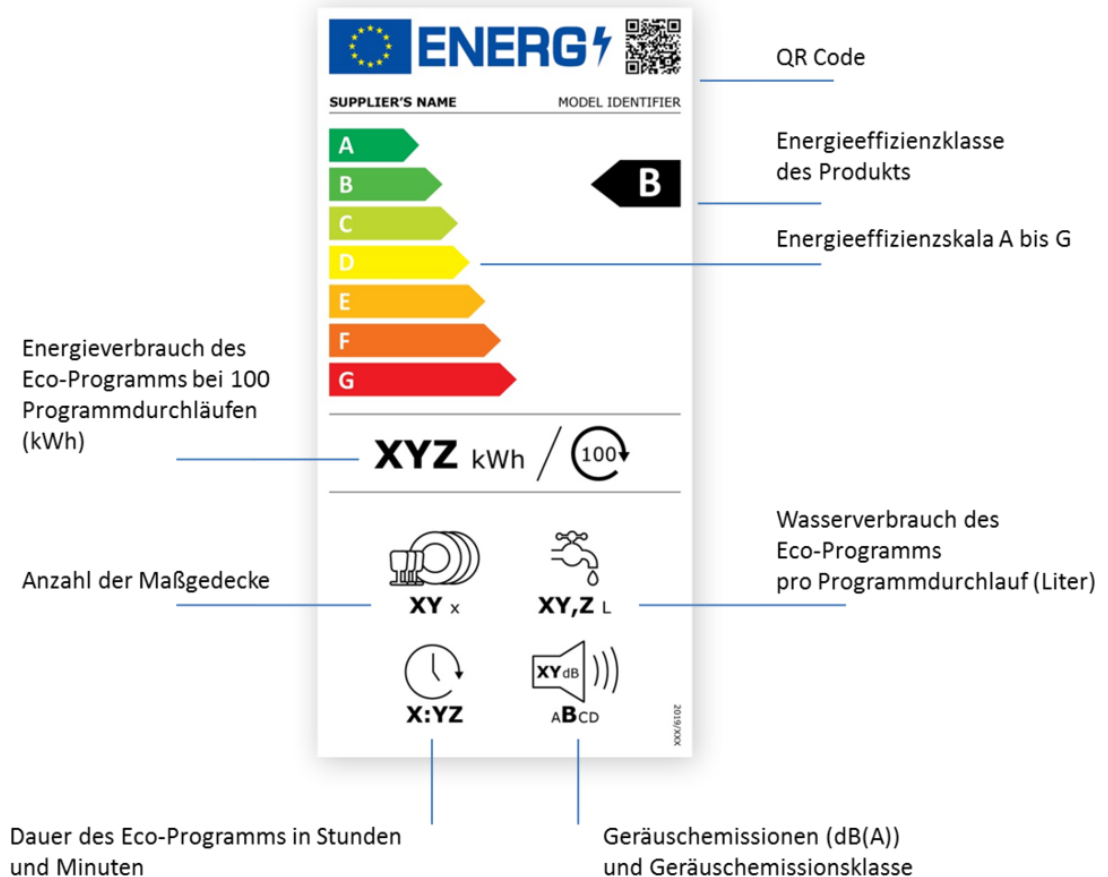 ENERG
QR Code
SUPPLIER'S NAME
MODEL IDENTIFIER
A
B
C
D
E
F
G
B
Energieeffizienzklasse
des Produkts
Energieeffizienzskala A bis G
Energieverbrauch des
Eco-Programms bei 100
Programmdurchläufen
(kWh)
XYZ kWh / 100
Anzahl der Maßgedecke
XY x
XY,Z L
Wasserverbrauch des
Eco-Programms
pro Programmdurchlauf (Liter)
X:YZ
XY dB
ABCD
2019/XXX
Dauer des Eco-Programms in Stunden
und Minuten
Geräuschemissionen (dB(A))
und Geräuschemissionsklasse